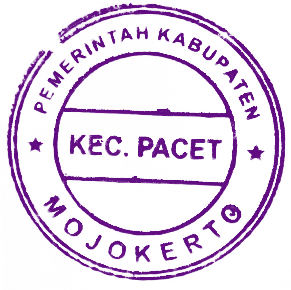 PEMERINTAH KABUPATEN
KEC. PACET
MOJOKERTO